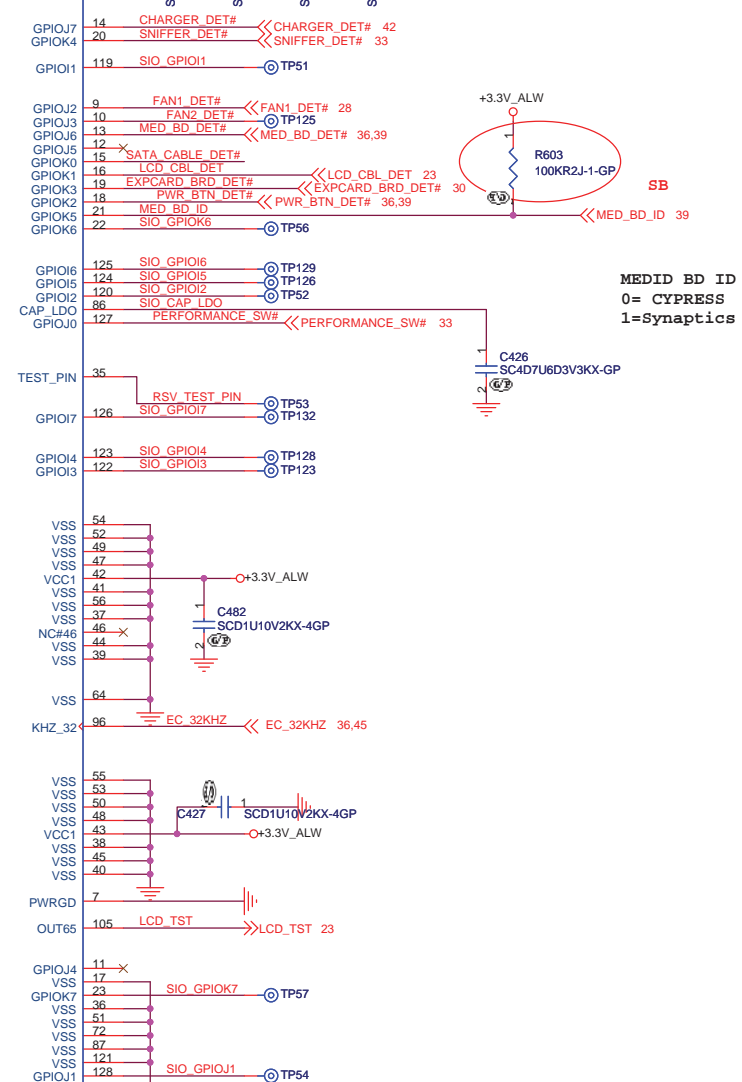 GPIOJ7 14 CHARGER_DET# CHARGER_DET# 42
GPIOK4 20 SNIFFER_DET# SNIFFER_DET# 33
GPIOI1 119 SIO_GPIOI1 TP51
GPIOJ2 9 FAN1_DET# FAN1_DET# 28
GPIOJ3 10 FAN2_DET# TP125
GPIOJ6 13 MED_BD_DET# MED_BD_DET# 36,39
GPIOJ5 12
GPIOK0 15 SATA_CABLE_DET#
GPIOK1 16 LCD_CBL_DET LCD_CBL_DET 23
GPIOK3 19 EXPCARD_BRD_DET# EXPCARD_BRD_DET# 30
GPIOK2 18 PWR_BTN_DET# PWR_BTN_DET# 36,39
GPIOK5 21 MED_BD_ID MED_BD_ID 39
GPIOK6 22 SIO_GPIOK6 TP56
+3.3V_ALW
1
R603
100KR2J-1-GP
SB
GPIOI6 125 SIO_GPIOI6 TP129
GPIOI5 124 SIO_GPIOI5 TP126
GPIOI2 120 SIO_GPIOI2 TP52
CAP_LDO 86 SIO_CAP_LDO
GPIOJ0 127 PERFORMANCE_SW# PERFORMANCE_SW# 33
MEDID BD ID
0= CYPRESS
1=Synaptics
1
C426
SC4D7U6D3V3KX-GP
2 G/P
TEST_PIN 35 RSV_TEST_PIN TP53
GPIOI7 126 SIO_GPIOI7 TP132
GPIOI4 123 SIO_GPIOI4 TP128
GPIOI3 122 SIO_GPIOI3 TP123
VSS 54
VSS 52
VSS 49
VSS 47
VCC1 42 +3.3V_ALW
VSS 41
VSS 56
VSS 37
NC#46 46
VSS 44
VSS 39
1
C482
SCD1U10V2KX-4GP
2 G/P
VSS 64
KHZ_32 96 EC_32KHZ EC_32KHZ 36,45
VSS 55
VSS 53
VSS 50
VSS 48
VCC1 43 +3.3V_ALW
VSS 38
VSS 45
VSS 40
C427 1 SCD1U10V2KX-4GP
PWRGD 7
OUT65 105 LCD_TST LCD_TST 23
GPIOJ4 11
VSS 17
GPIOK7 23 SIO_GPIOK7 TP57
VSS 36
VSS 51
VSS 72
VSS 87
VSS 121
GPIOJ1 128 SIO_GPIOJ1 TP54